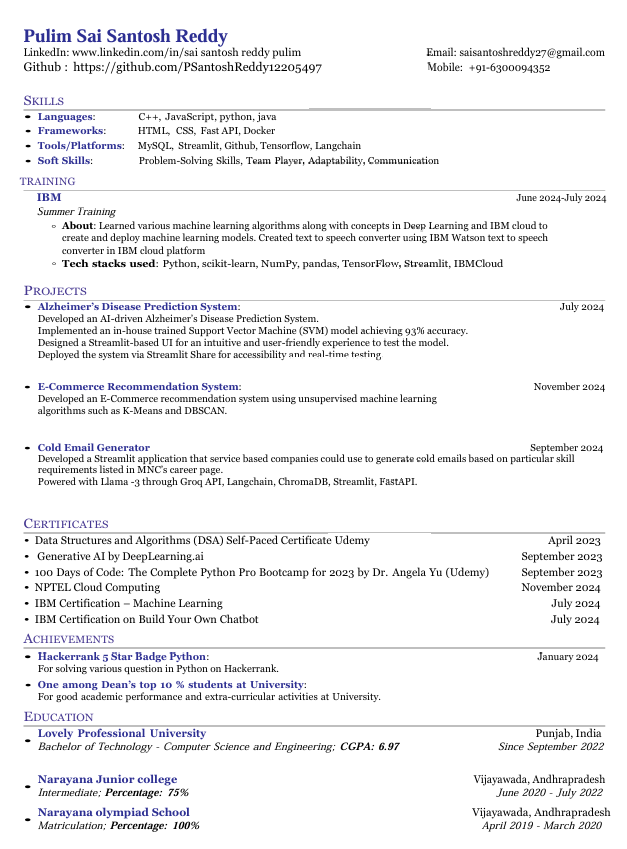 Pulim Sai Santosh Reddy
LinkedIn: www.linkedin.com/in/sai santosh reddy pulim Email: saisantoshreddy27@gmail.com
Github : https://github.com/PSantoshReddy12205497 Mobile: +91-6300094352
SKILLS
• Languages: C++, JavaScript, python, java
• Frameworks: HTML, CSS, Fast API, Docker
• Tools/Platforms: MySQL, Streamlit, Github, Tensorflow, Langchain
• Soft Skills: Problem-Solving Skills, Team Player, Adaptability, Communication
TRAINING
IBM June 2024-July 2024
Summer Training
◦ About: Learned various machine learning algorithms along with concepts in Deep Learning and IBM cloud to
create and deploy machine learning models. Created text to speech converter using IBM Watson text to speech
converter in IBM cloud platform
◦ Tech stacks used: Python, scikit-learn, NumPy, pandas, TensorFlow, Streamlit, IBMCloud
PROJECTS
• Alzheimer's Disease Prediction System: July 2024
Developed an AI-driven Alzheimer's Disease Prediction System.
Implemented an in-house trained Support Vector Machine (SVM) model achieving 93% accuracy.
Designed a Streamlit-based UI for an intuitive and user-friendly experience to test the model.
Deployed the system via Streamlit Share for accessibility and real-time testing
• E-Commerce Recommendation System: November 2024
Developed an E-Commerce recommendation system using unsupervised machine learning
algorithms such as K-Means and DBSCAN.
• Cold Email Generator September 2024
Developed a Streamlit application that service based companies could use to generate cold emails based on particular skill
requirements listed in MNC's career page.
Powered with Llama -3 through Groq API, Langchain, ChromaDB, Streamlit, FastAPI.
CERTIFICATES
• Data Structures and Algorithms (DSA) Self-Paced Certificate Udemy April 2023
• Generative AI by DeepLearning.ai September 2023
• 100 Days of Code: The Complete Python Pro Bootcamp for 2023 by Dr. Angela Yu (Udemy) September 2023
• NPTEL Cloud Computing November 2024
• IBM Certification – Machine Learning July 2024
• IBM Certification on Build Your Own Chatbot July 2024
ACHIEVEMENTS
• Hackerrank 5 Star Badge Python: January 2024
For solving various question in Python on Hackerrank.
• One among Dean's top 10 % students at University:
For good academic performance and extra-curricular activities at University.
EDUCATION
• Lovely Professional University Punjab, India
Bachelor of Technology - Computer Science and Engineering; CGPA: 6.97 Since September 2022
• Narayana Junior college Vijayawada, Andhrapradesh
Intermediate; Percentage: 75% June 2020 - July 2022
• Narayana olympiad School Vijayawada, Andhrapradesh
Matriculation; Percentage: 100% April 2019 - March 2020